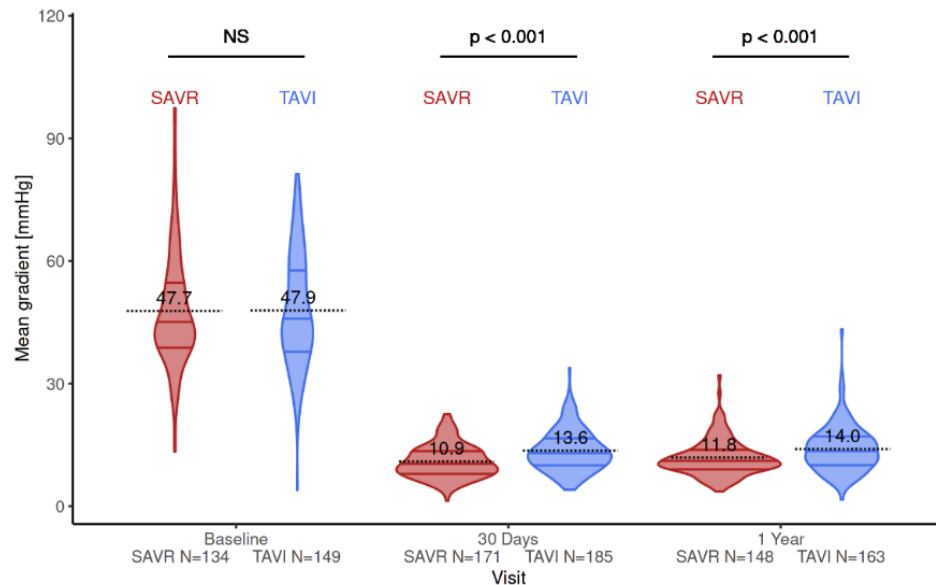 120
90
60
30
0
Mean gradient [mmHg]
NS
p < 0.001
p < 0.001
SAVR
TAVI
SAVR
TAVI
SAVR
TAVI
47.7
47.9
10.9
13.6
11.8
14.0
Baseline
30 Days
1 Year
SAVR N=134 TAVI N=149
SAVR N=171 TAVI N=185
SAVR N=148 TAVI N=163
Visit